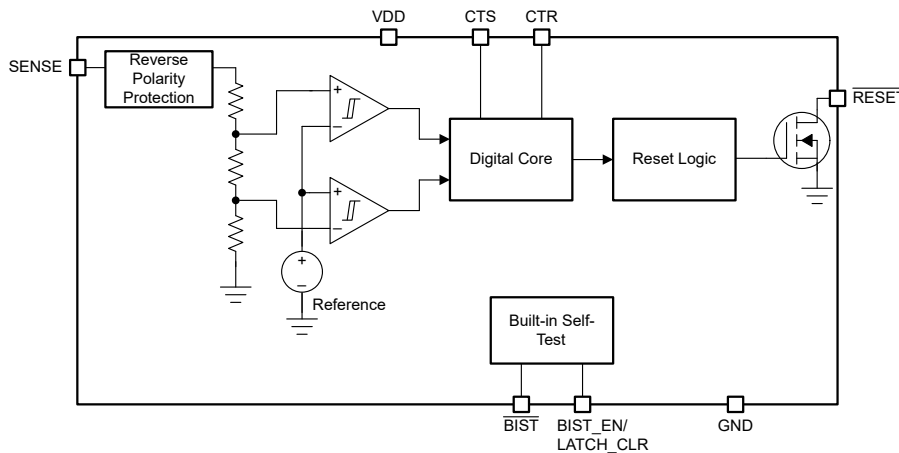 VDD
CTS
CTR
SENSE
Reverse
Polarity
Protection
RESET
+
−
+
−
Digital Core
Reset Logic
+
−
Reference
Built-in Self-
Test
BIST
BIST_EN/
LATCH_CLR
GND